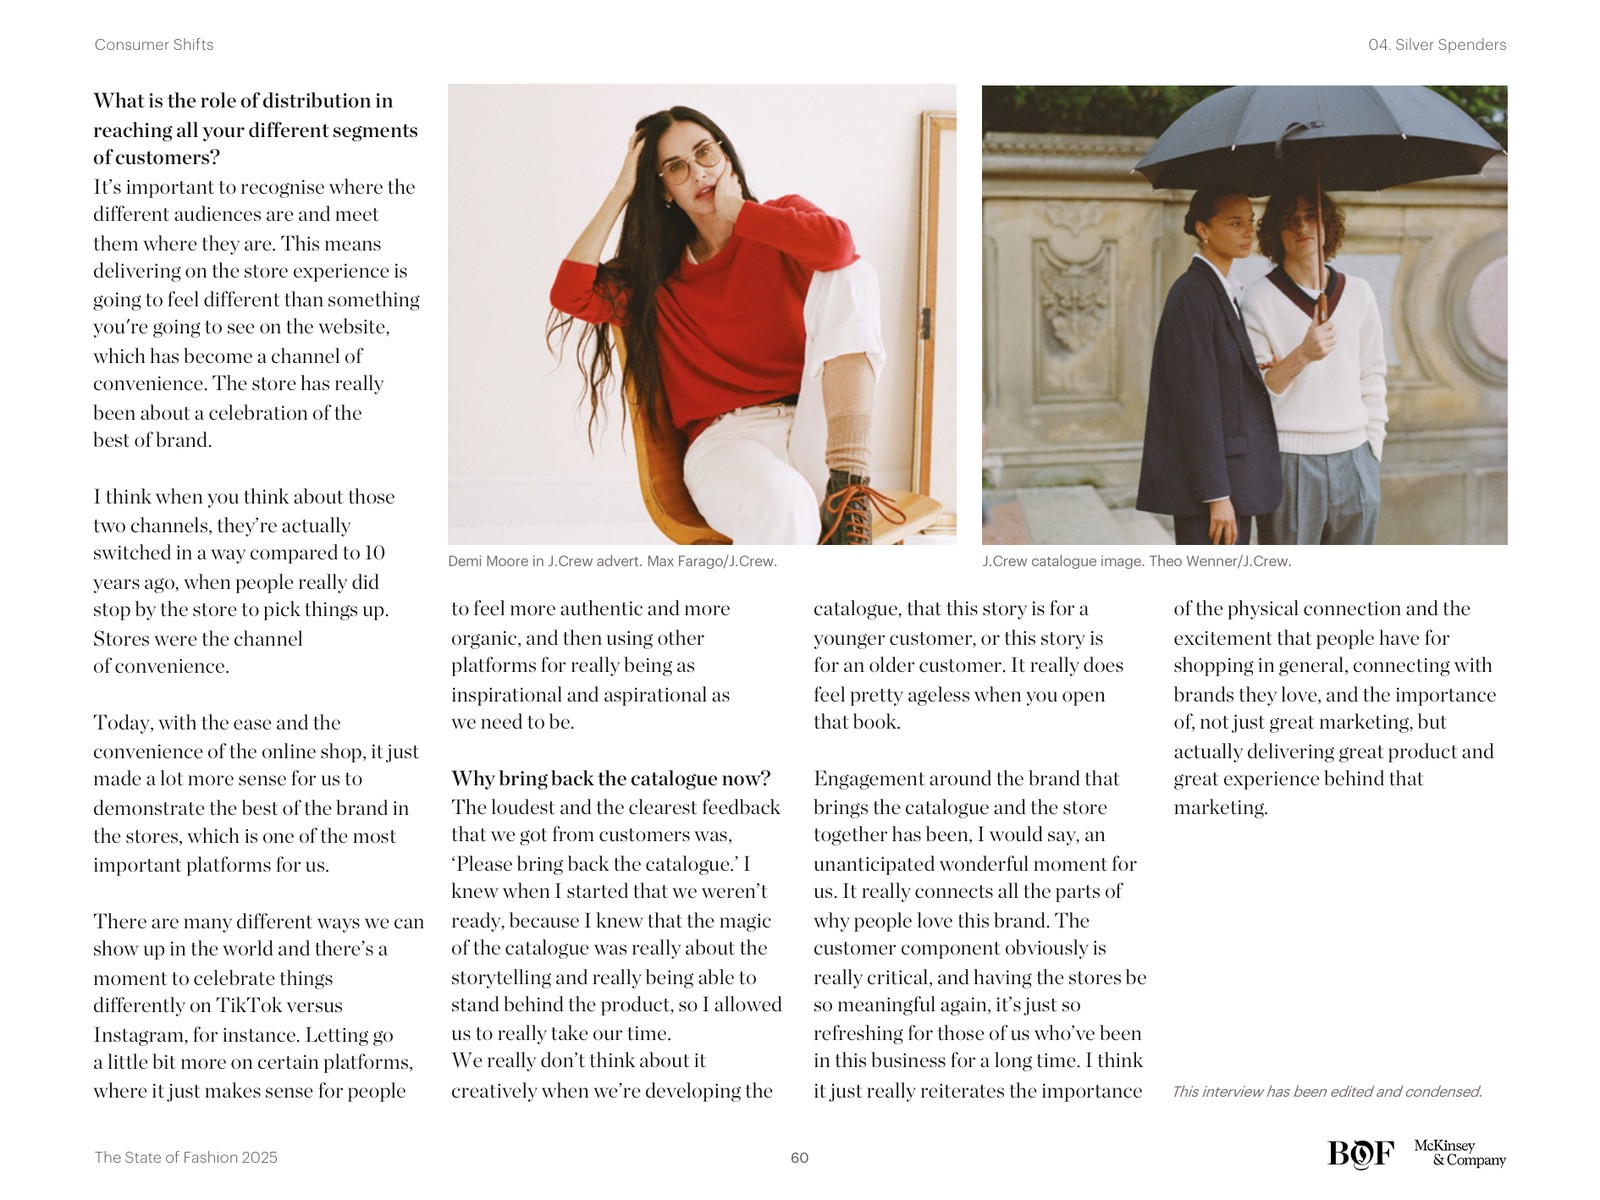 Consumer Shifts
04. Silver Spenders
What is the role of distribution in
reaching all your different segments
of customers?
It's important to recognise where the
different audiences are and meet
them where they are. This means
delivering on the store experience is
going to feel different than something
you're going to see on the website,
which has become a channel of
convenience. The store has really
been about a celebration of the
best of brand.
I think when you think about those
two channels, they're actually
switched in a way compared to 10
years ago, when people really did
stop by the store to pick things up.
Stores were the channel
of convenience.
Today, with the ease and the
convenience of the online shop, it just
made a lot more sense for us to
demonstrate the best of the brand in
the stores, which is one of the most
important platforms for us.
There are many different ways we can
show up in the world and there's a
moment to celebrate things
differently on TikTok versus
Instagram, for instance. Letting go
a little bit more on certain platforms,
where it just makes sense for people
Demi Moore in J.Crew advert. Max Farago/J.Crew.
J.Crew catalogue image. Theo Wenner/J.Crew.
to feel more authentic and more
organic, and then using other
platforms for really being as
inspirational and aspirational as
we need to be.
Why bring back the catalogue now?
The loudest and the clearest feedback
that we got from customers was,
‘Please bring back the catalogue.’ I
knew when I started that we weren't
ready, because I knew that the magic
of the catalogue was really about the
storytelling and really being able to
stand behind the product, so I allowed
us to really take our time.
We really don't think about it
creatively when we're developing the
catalogue, that this story is for a
younger customer, or this story is
for an older customer. It really does
feel pretty ageless when you open
that book.
Engagement around the brand that
brings the catalogue and the store
together has been, I would say, an
unanticipated wonderful moment for
us. It really connects all the parts of
why people love this brand. The
customer component obviously is
really critical, and having the stores be
so meaningful again, it's just so
refreshing for those of us who've been
in this business for a long time. I think
it just really reiterates the importance
of the physical connection and the
excitement that people have for
shopping in general, connecting with
brands they love, and the importance
of, not just great marketing, but
actually delivering great product and
great experience behind that
marketing.
This interview has been edited and condensed.
The State of Fashion 2025
60
BOF
McKinsey
& Company